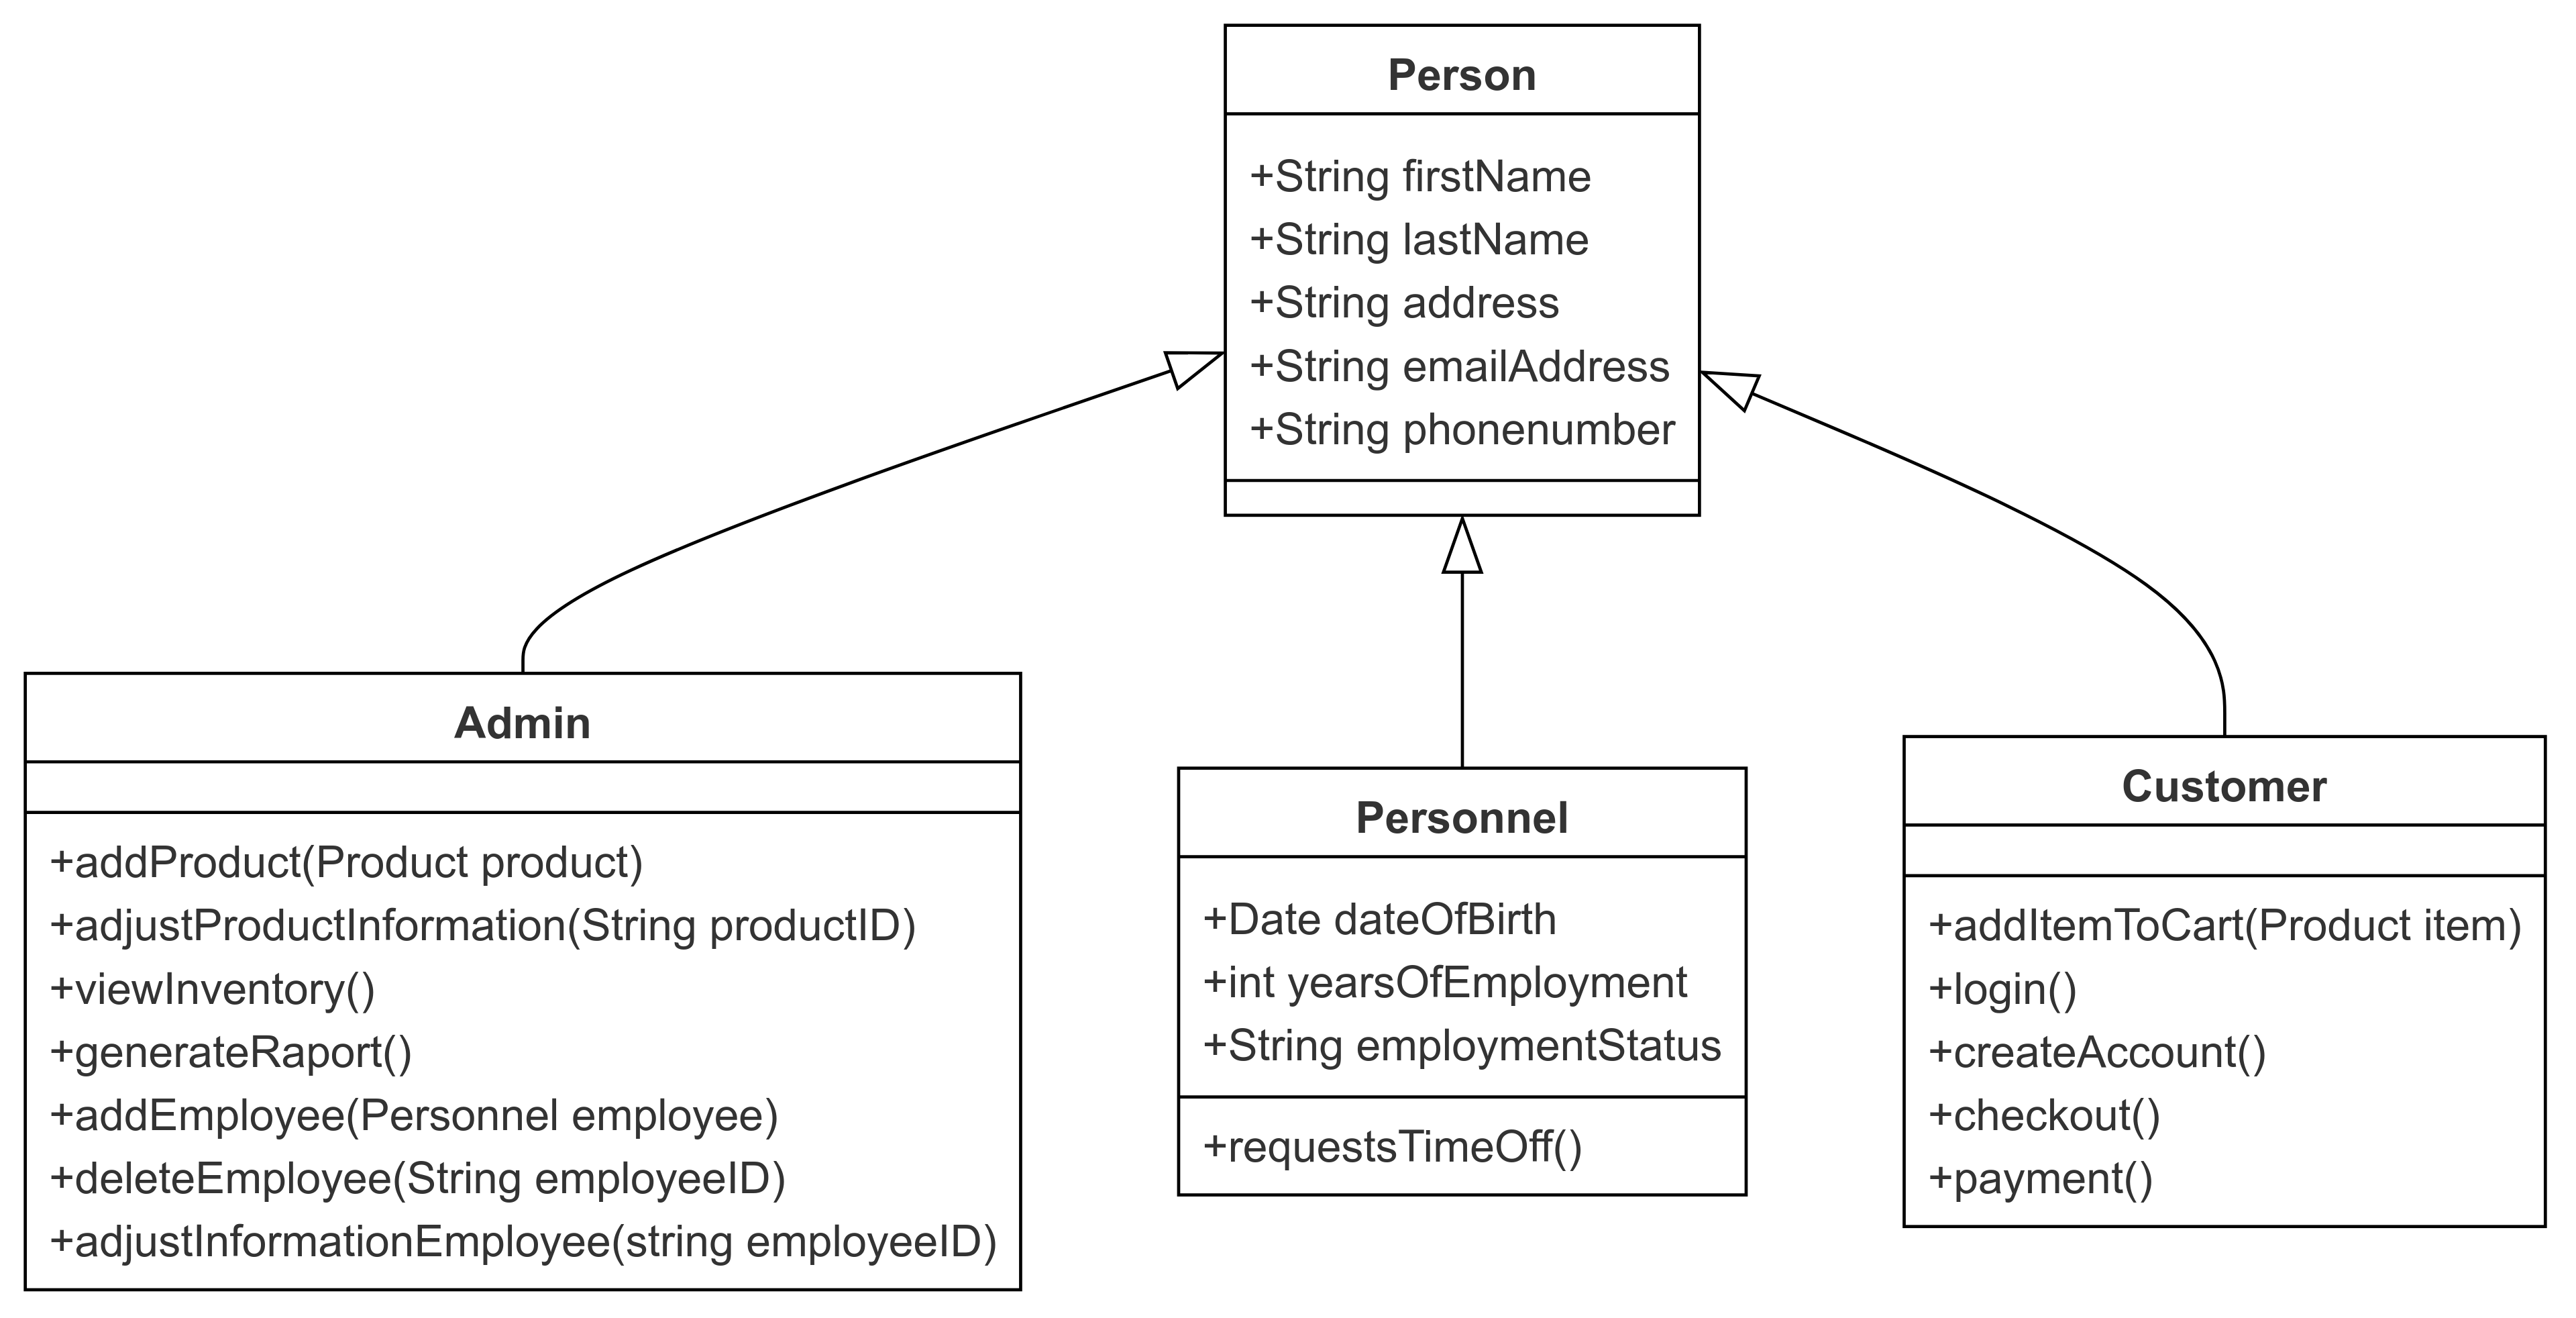 Person
+String firstName
+String lastName
+String address
+String emailAddress
+String phonenumber
Admin
+addProduct(Product product)
+adjustProductInformation(String productID)
+viewInventory()
+generateRaport()
+addEmployee(Personnel employee)
+deleteEmployee(String employeeID)
+adjustInformationEmployee(string employeeID)
Personnel
+Date dateOfBirth
+int yearsOfEmployment
+String employmentStatus
+requestsTimeOff()
Customer
+addItemToCart(Product item)
+login()
+createAccount()
+checkout()
+payment()